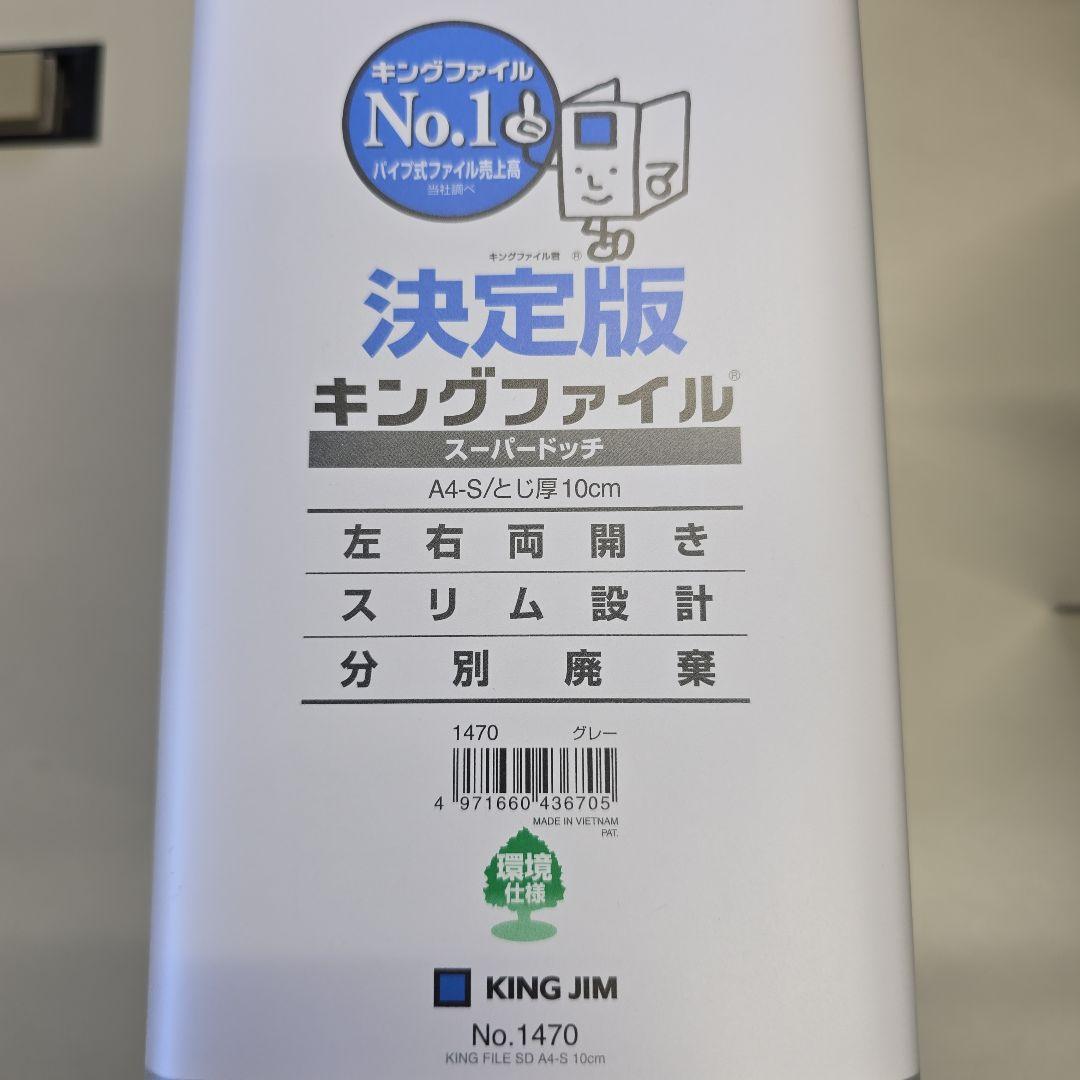 キングファイル
No.1
パイプ式ファイル売上高
当社調べ
キングファイル君 ®
決定版
キングファイル®
スーパードッチ
A4-S/とじ厚10cm
左右両開き
スリム設計
分別廃棄
1470 グレー
4 971660 436705
MADE IN VIETNAM
PAT.
環境
仕様
KING JIM
No.1470
KING FILE SD A4-S 10cm